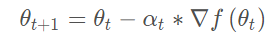 θ_{t+1} = θ_t − α_t ∗ ∇f (θ_t)